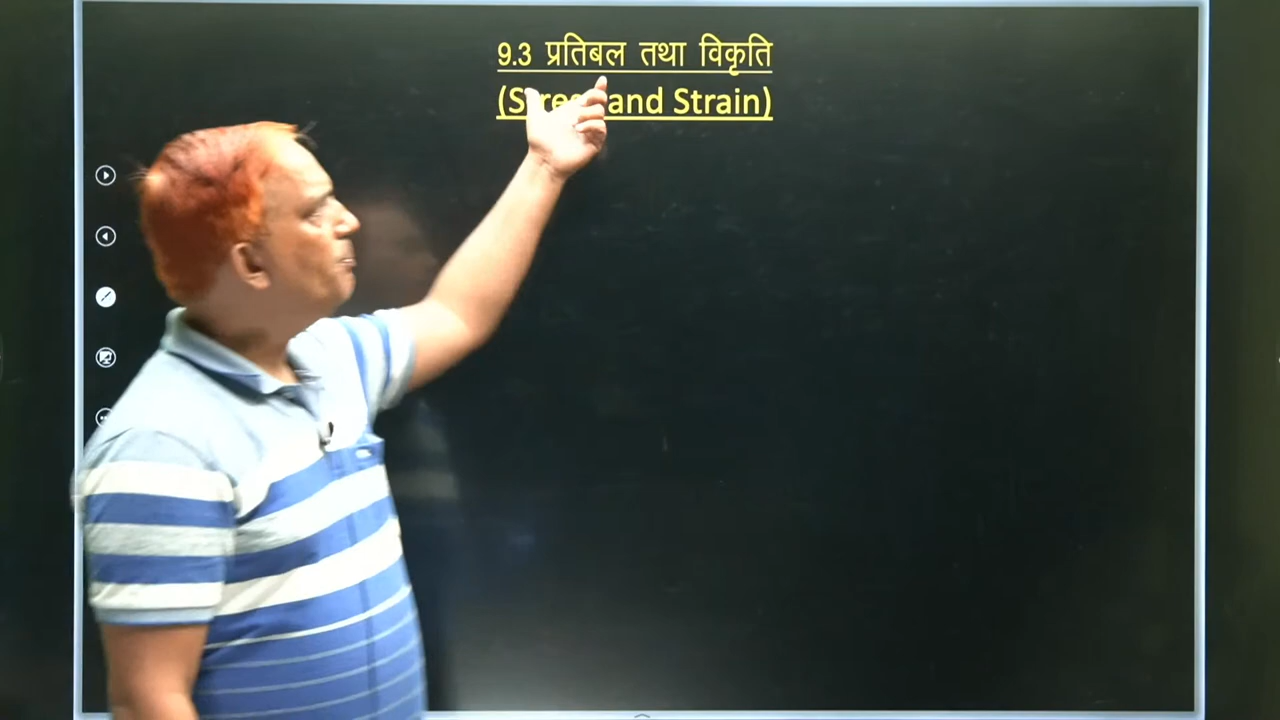 9.3 प्रतिबल तथा विकृति
and Strain)